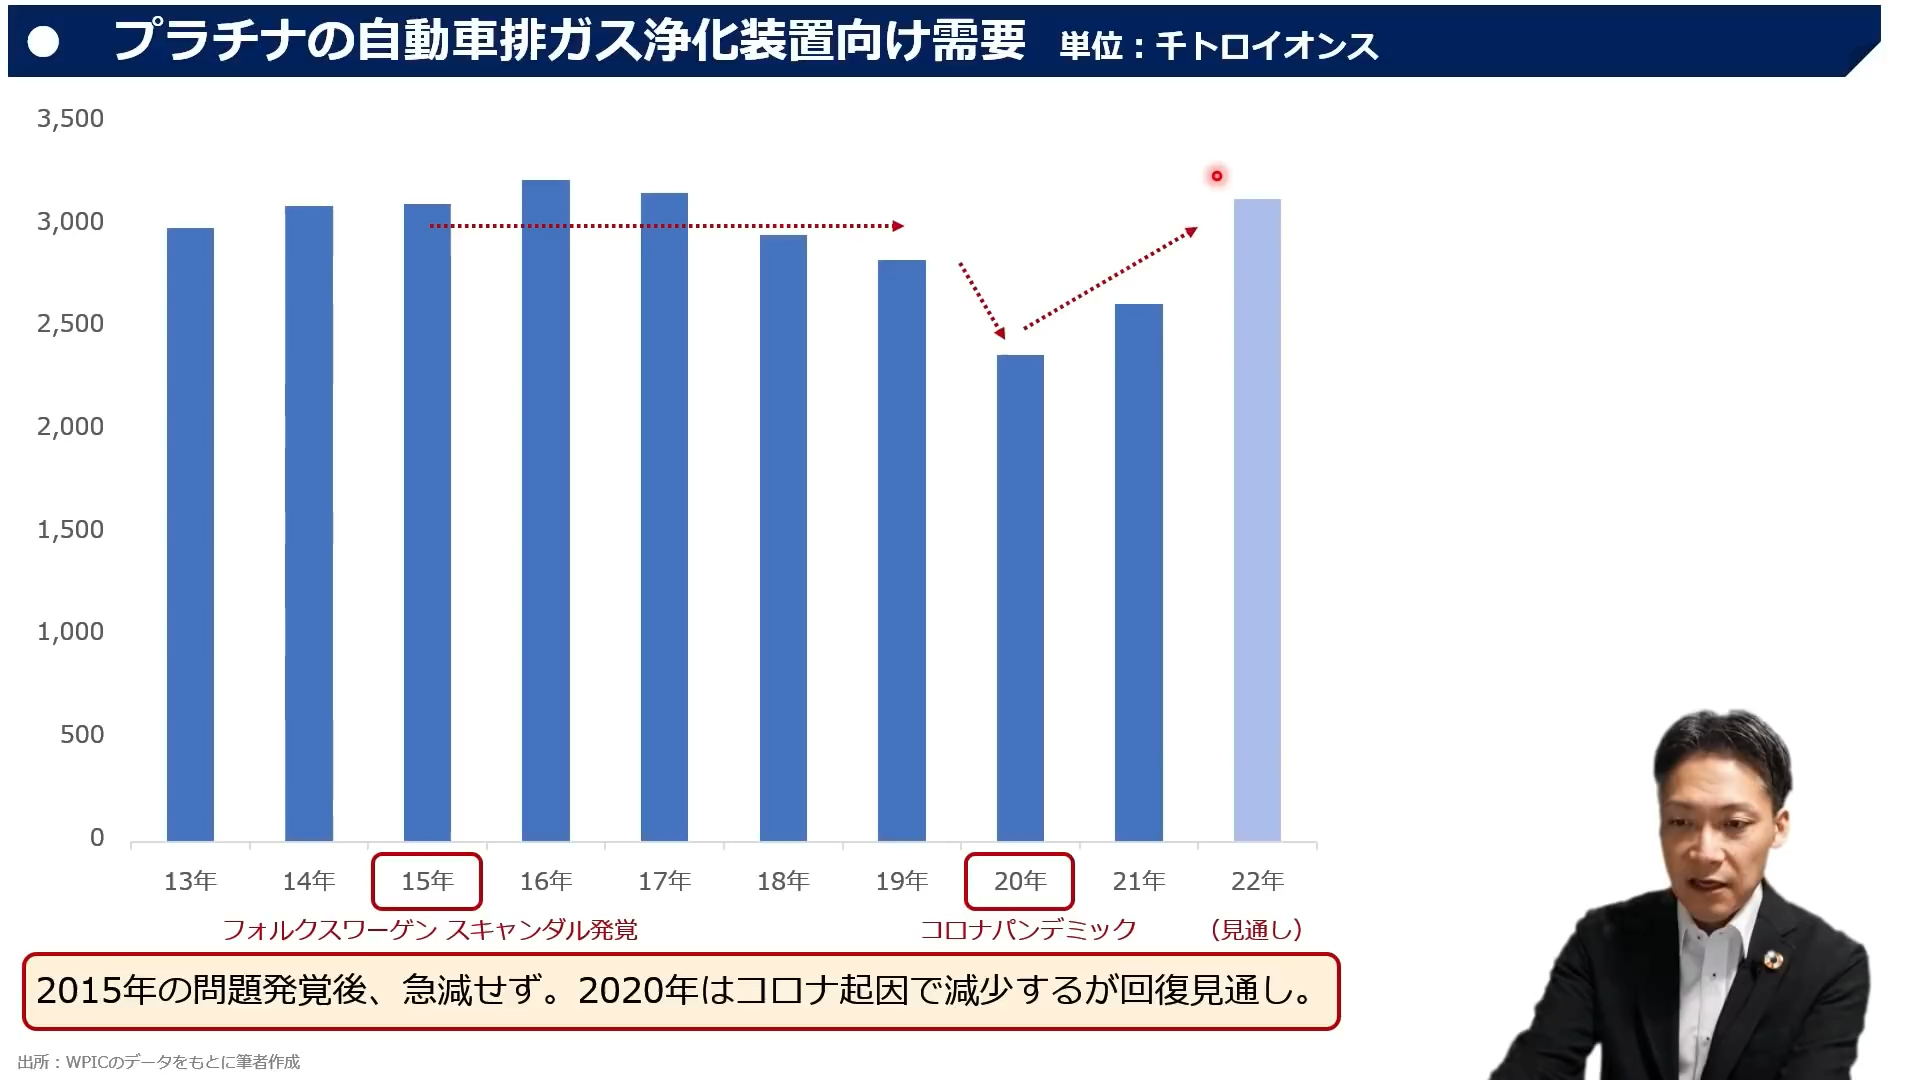 プラチナの自動車排ガス浄化装置向け需要 単位：千トロイオンス
3,500
3,000
2,500
2,000
1,500
1,000
500
0
13年 14年 15年 16年 17年 18年 19年 20年 21年 22年
フォルクスワーゲン スキャンダル発覚 コロナパンデミック （見通し）
2015年の問題発覚後、急減せず。2020年はコロナ起因で減少するが回復見通し。
出所：WPICのデータをもとに筆者作成